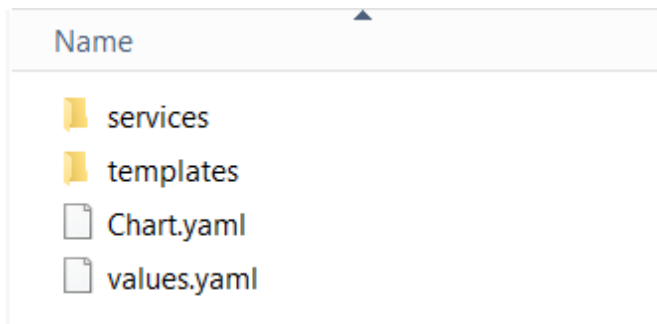 Name
services
templates
Chart.yaml
values.yaml